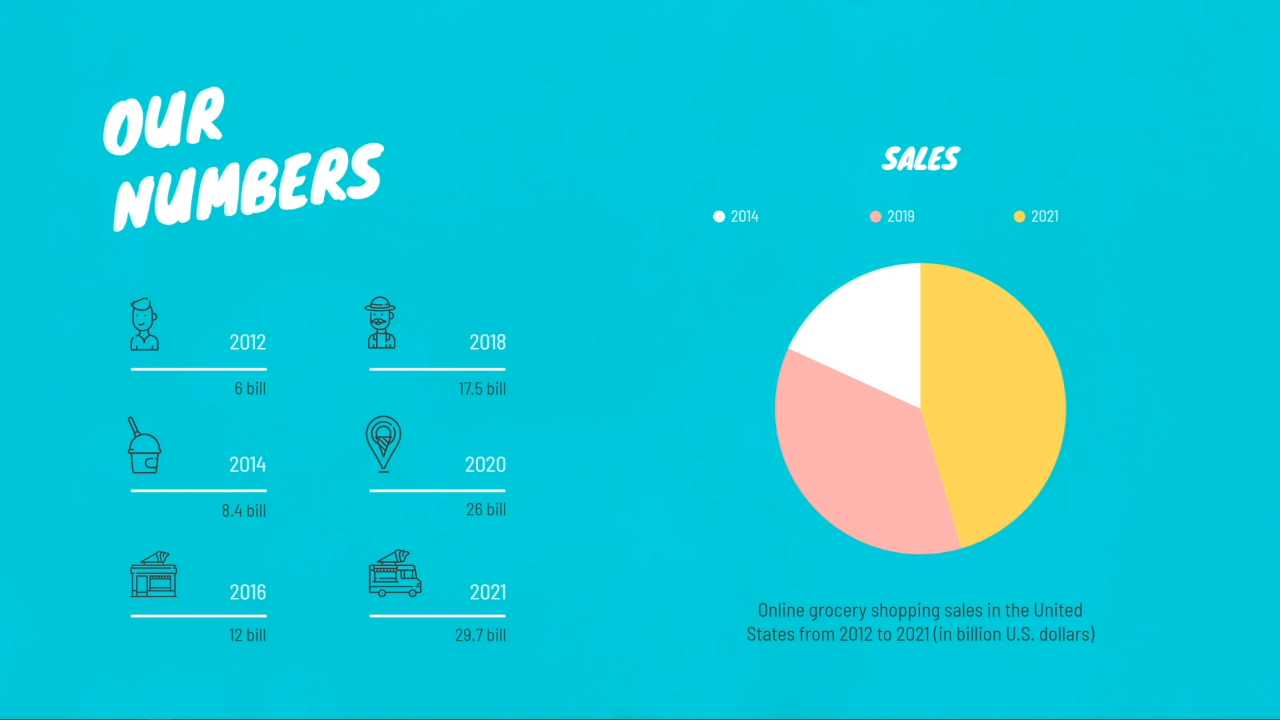 OUR
NUMBERS
2012
6 bill
2014
8.4 bill
2016
12 bill
2018
17.5 bill
2020
26 bill
2021
29.7 bill
SALES
2014 2019 2021
Online grocery shopping sales in the United
States from 2012 to 2021 (in billion U.S. dollars)